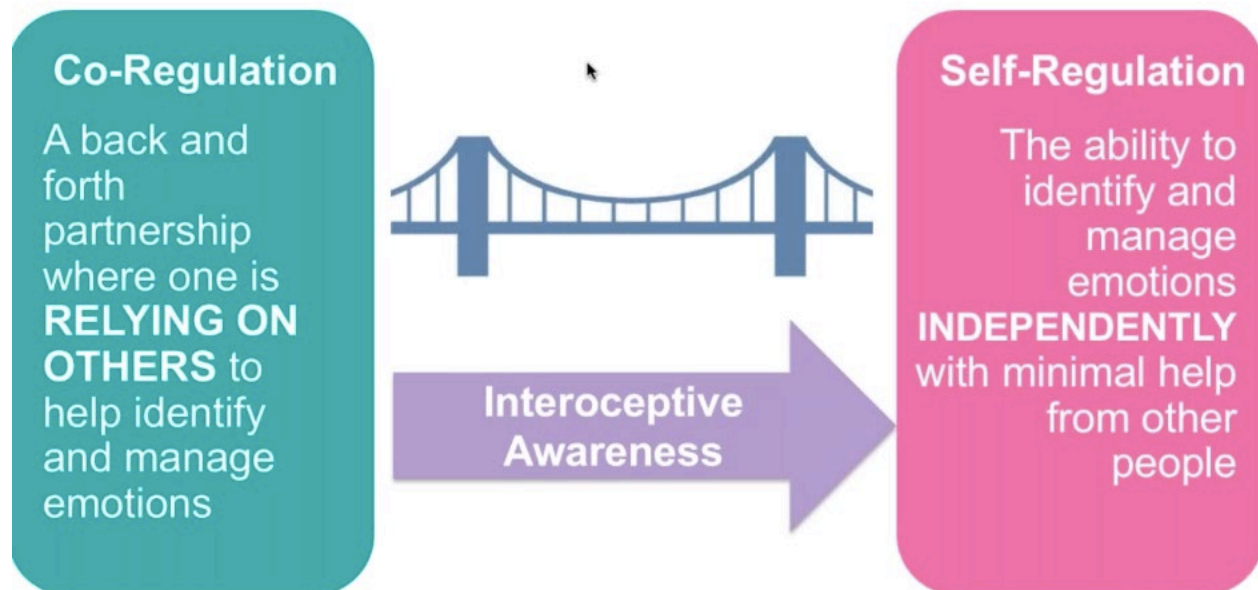 Co-Regulation
A back and
forth
partnership
where one is
RELYING ON
OTHERS to
help identify
and manage
emotions
Interoceptive
Awareness
Self-Regulation
The ability to
identify and
manage
emotions
INDEPENDENTLY
with minimal help
from other
people